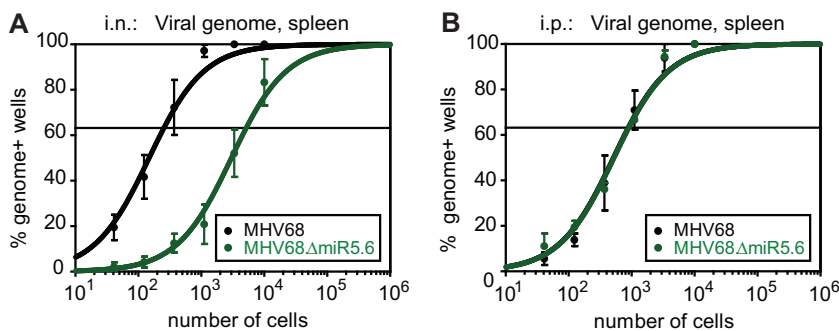 A
i.n.: Viral genome, spleen
% genome+ wells
100
80
60
40
20
0
MHV68
MHV68ΔmiR5.6
10^1 10^2 10^3 10^4 10^5 10^6
number of cells
B
i.p.: Viral genome, spleen
% genome+ wells
100
80
60
40
20
0
MHV68
MHV68ΔmiR5.6
10^1 10^2 10^3 10^4 10^5 10^6
number of cells